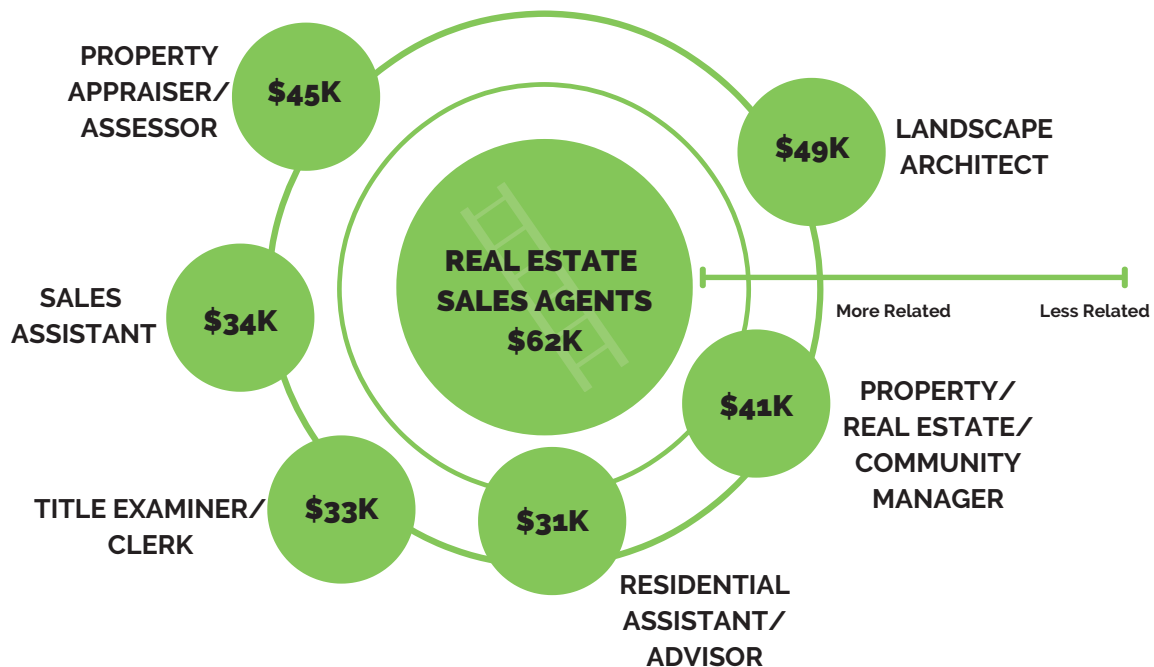 PROPERTY
APPRAISER/
ASSESSOR
$45K
$49K
LANDSCAPE
ARCHITECT
REAL ESTATE
SALES AGENTS
$62K
SALES
ASSISTANT
$34K
More Related
Less Related
$41K
PROPERTY/
REAL ESTATE/
COMMUNITY
MANAGER
TITLE EXAMINER/
CLERK
$33K
$31K
RESIDENTIAL
ASSISTANT/
ADVISOR